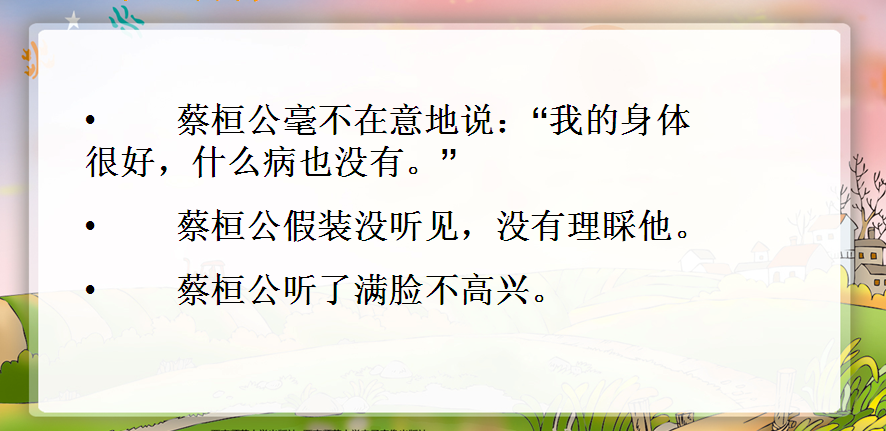 • 蔡桓公毫不在意地说：“我的身体
很好，什么病也没有。”
• 蔡桓公假装没听见，没有理睬他。
• 蔡桓公听了满脸不高兴。